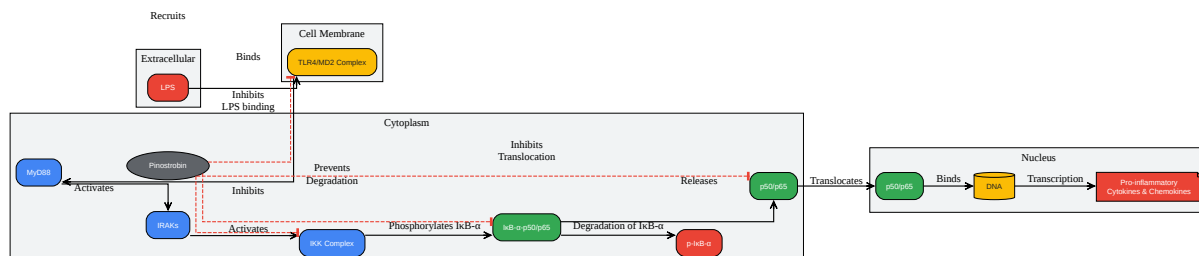 Recruits
Cell Membrane
TLR4/MD2 Complex
Extracellular
LPS
Binds
Inhibits
LPS binding
Cytoplasm
Inhibits
Translocation
MyD88
Pinostrobin
Activates
Prevents
Degradation
Inhibits
Releases
p50/p65
Translocates
Nucleus
p50/p65
Binds
DNA
Transcription
Pro-inflammatory
Cytokines & Chemokines
IRAKs
Activates
IKK Complex
Phosphorylates IκB-α
IκB-α-p50/p65
Degradation of IκB-α
p-IκB-α